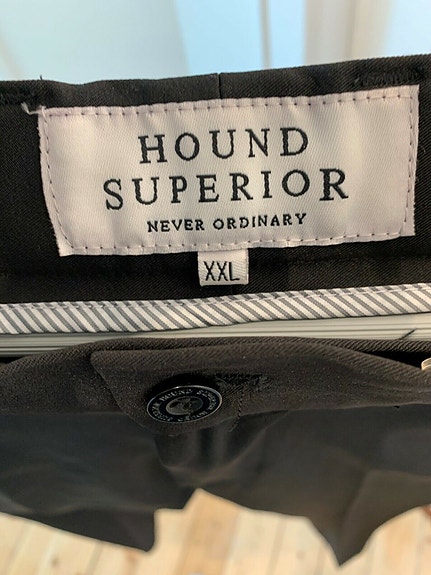 HOUND
SUPERIOR
NEVER ORDINARY
XXL